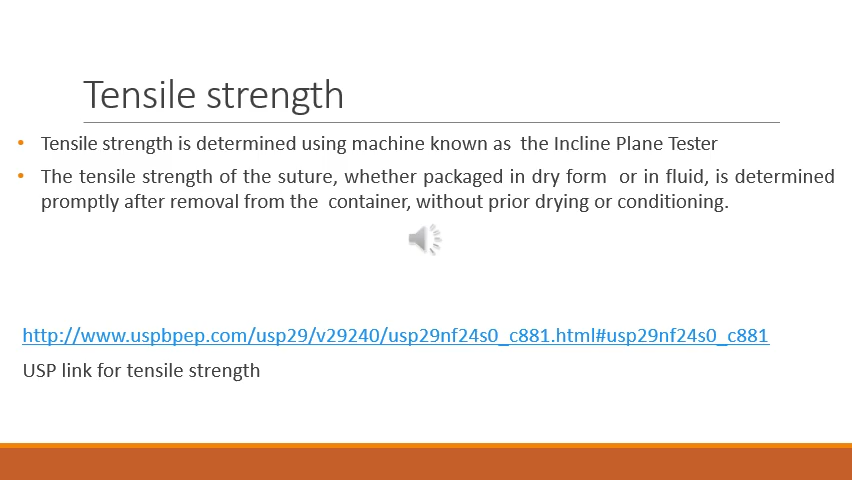 Tensile strength
• Tensile strength is determined using machine known as  the Incline Plane Tester
• The tensile strength of the suture, whether packaged in dry form  or in fluid, is determined
promptly after removal from the  container, without prior drying or conditioning.
http://www.uspbpep.com/usp29/v29240/usp29nf24s0_c881.html#usp29nf24s0_c881
USP link for tensile strength